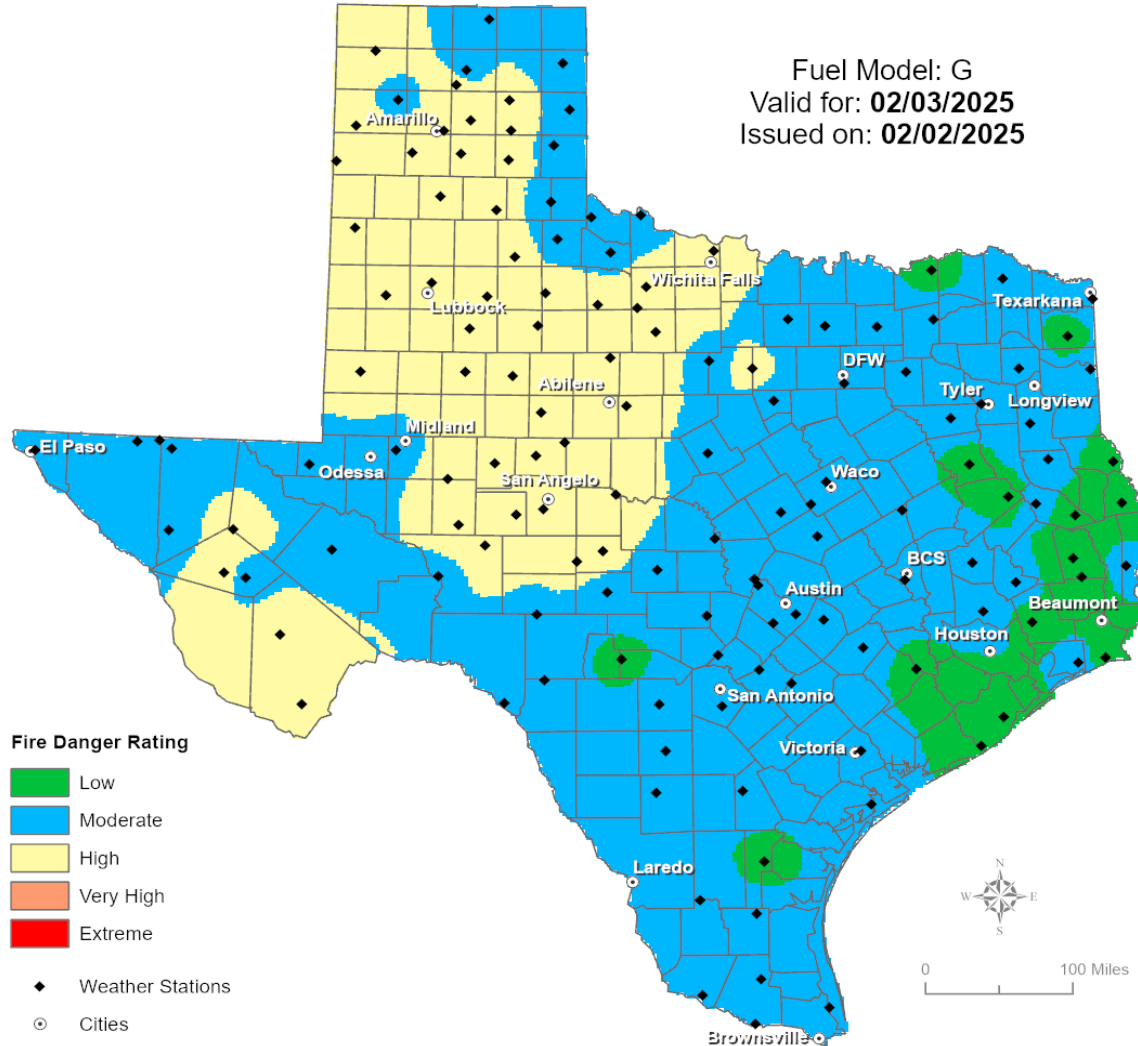 Fuel Model: G
Valid for: 02/03/2025
Issued on: 02/02/2025
Amarillo
Wichita Falls
Lubbock
Texarkana
DFW
Abilene
Tyler
Longview
El Paso
Midland
Odessa
San Angelo
Waco
BCS
Austin
Beaumont
Houston
San Antonio
Victoria
Laredo
Brownsville
Fire Danger Rating
Low
Moderate
High
Very High
Extreme
Weather Stations
Cities
N
W E
S
0 100 Miles